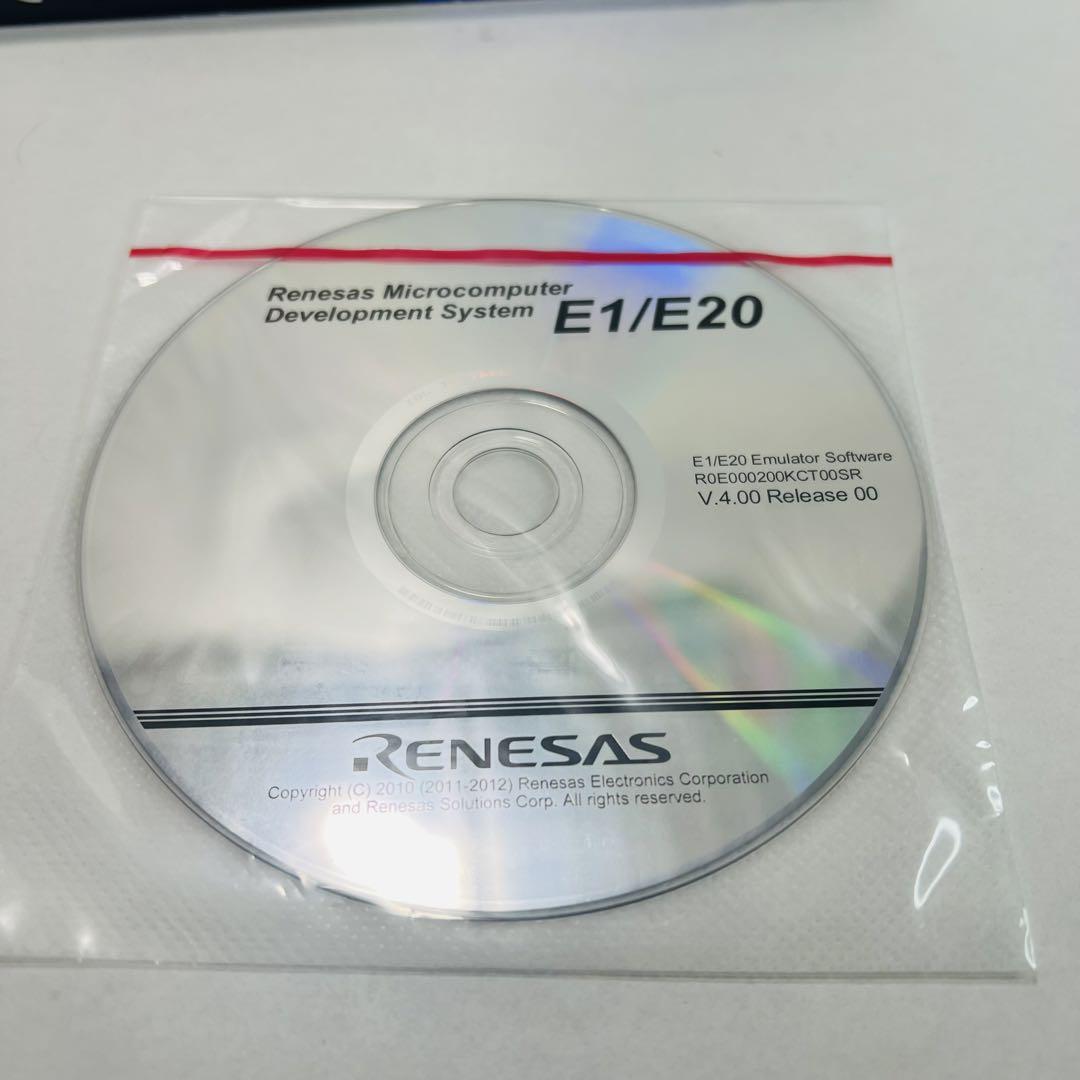 Renesas Microcomputer
Development System E1/E20
E1/E20 Emulator Software
R0E000200KCT00SR
V.4.00 Release 00
RENESAS
Copyright (C) 2010 (2011-2012) Renesas Electronics Corporation
and Renesas Solutions Corp. All rights reserved.